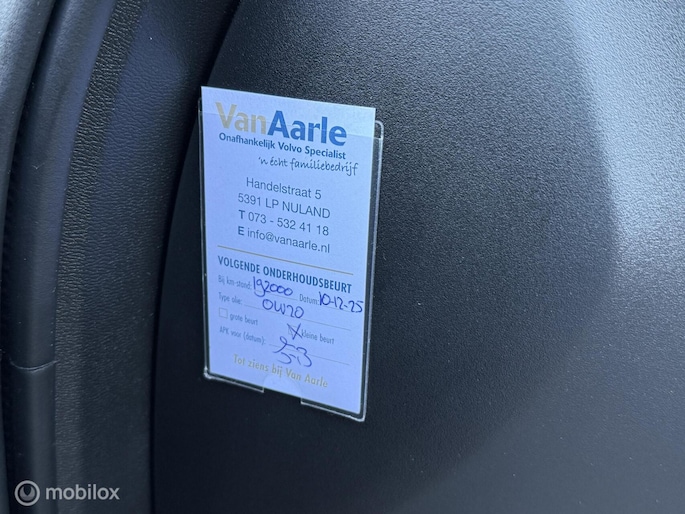 VanAarle
Onafhankelijk Volvo Specialist
'n écht familiebedrijf
Handelstraat 5
5391 LP NULAND
T 073 - 532 41 18
E info@vanaarle.nl
VOLGENDE ONDERHOUDSBEURT
Bij km-stand: 192000 Datum: 10-12-25
Type olie: 0W20
grote beurt X kleine beurt
APK voor (datum):
Tot ziens bij Van Aarle
mobilox